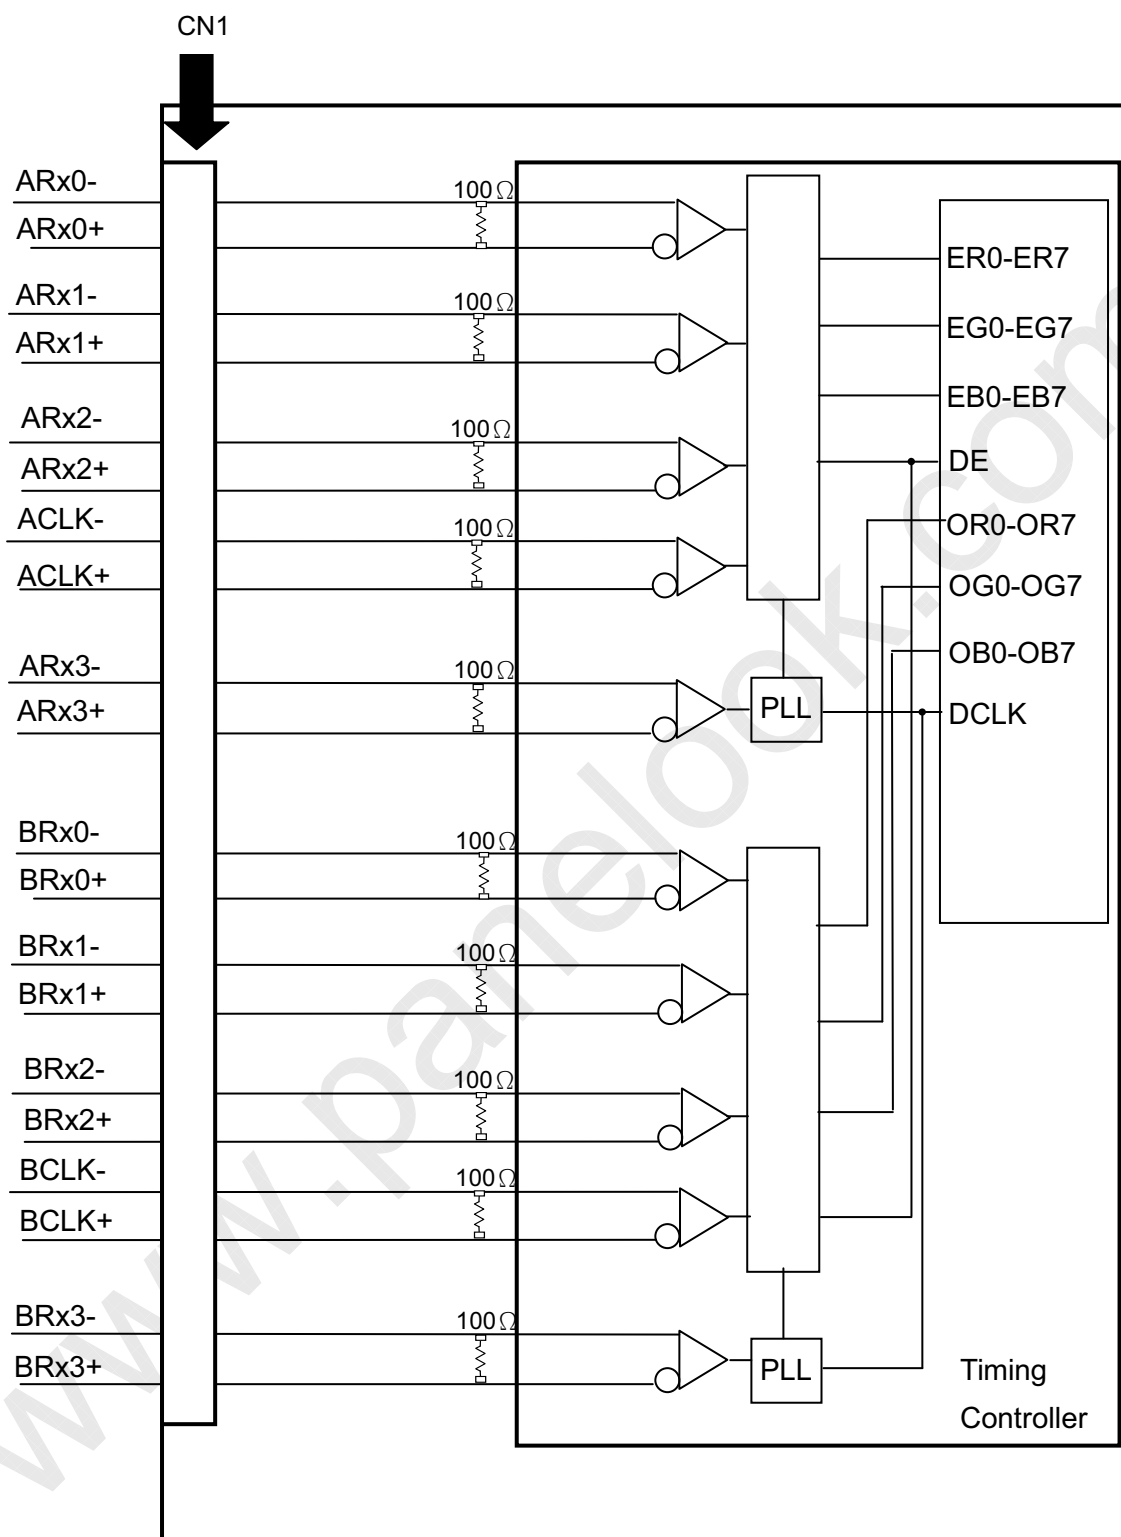 CN1
ARx0-
100Ω
ARx0+
ER0-ER7
ARx1-
100Ω
ARx1+
EG0-EG7
EB0-EB7
ARx2-
100Ω
ARx2+
DE
ACLK-
100Ω
OR0-OR7
ACLK+
OG0-OG7
OB0-OB7
ARx3-
100Ω
ARx3+
PLL
DCLK
BRx0-
100Ω
BRx0+
BRx1-
100Ω
BRx1+
BRx2-
100Ω
BRx2+
BCLK-
100Ω
BCLK+
BRx3-
100Ω
BRx3+
PLL
Timing
Controller
www.panelook.com